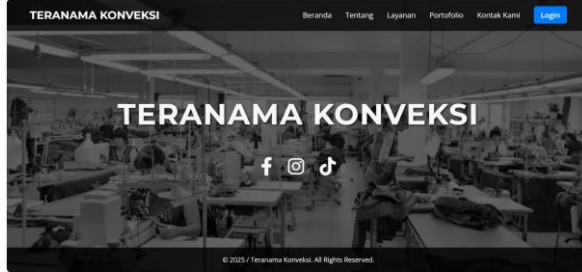 TERANAMA KONVEKSI
Beranda Tentang Layanan Portofolio Kontak Kami Login
TERANAMA KONVEKSI
© 2025 / Teranama Konveksi. All Rights Reserved.